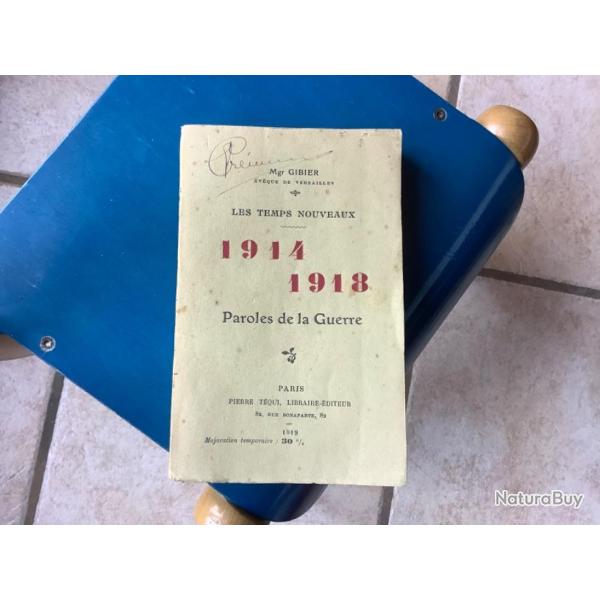 Mgr GIBIER
ÉVÊQUE DE VERSAILLES
LES TEMPS NOUVEAUX
1914
1918
Paroles de la Guerre
PARIS
PIERRE TÉQUI, LIBRAIRE-ÉDITEUR
82, RUE BONAPARTE, 82
1919
Majoration temporaire : 30 %
NaturaBuy